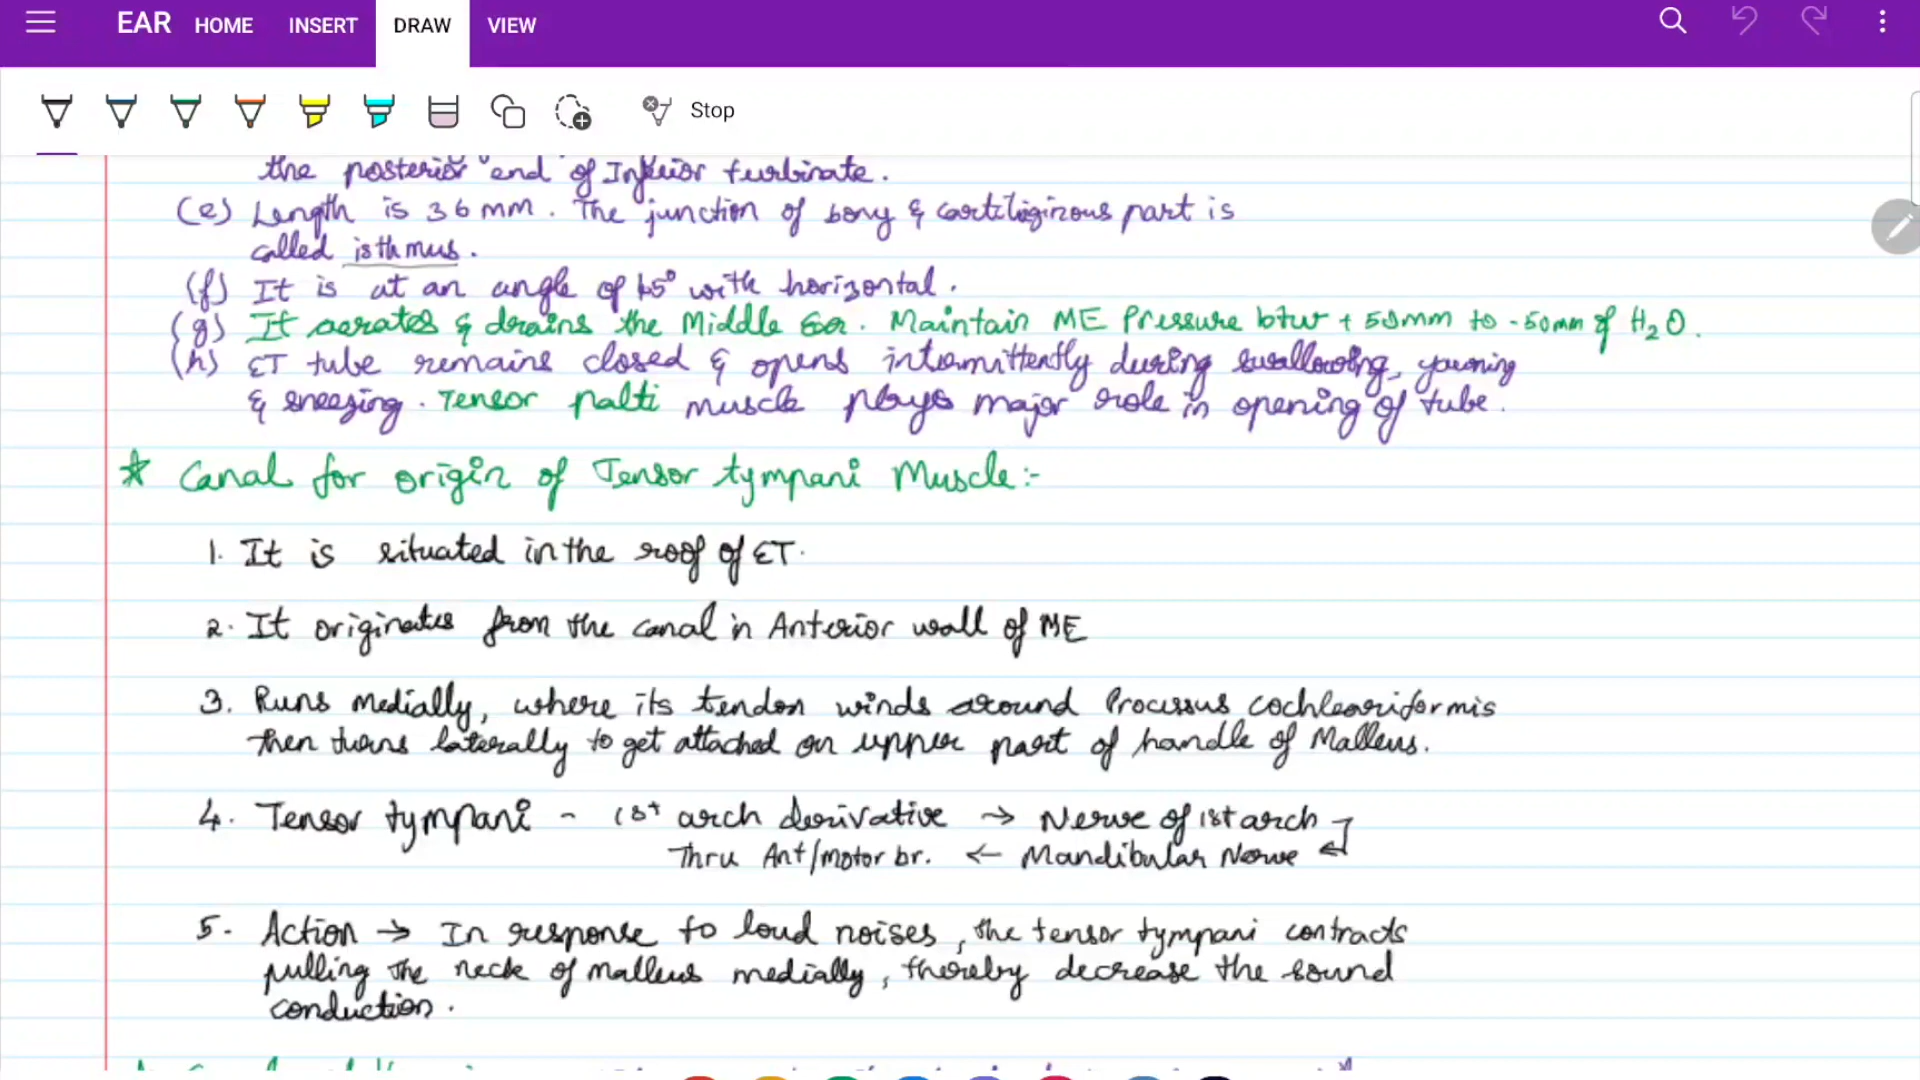 EAR HOME INSERT DRAW VIEW
Stop
the posterior end of Inferior turbinate.
(e) Length is 36mm. The junction of bony & cartiliginous part is
called isthmus.
(f) It is at an angle of 45° with horizontal.
(g) It aerates & drains the Middle Ear. Maintain ME Pressure btw + 50mm to -50mm of H2O.
(h) ET tube remains closed & opens intermittently during swallowing, yawning
& sneezing. Tensor palti muscle plays major role in opening of tube.
* Canal for origin of Tensor tympani Muscle:-
1. It is situated in the roof of ET.
2. It originates from the canal in Anterior wall of ME
3. Runs medially, where its tendon winds around Processus cochleariformis
then turns laterally to get attached on upper part of handle of Malleus.
4. Tensor tympani - 1st arch derivative → Nerve of 1st arch
Thru Ant/motor br. ← Mandibular Nerve
5. Action → In response to loud noises, the tensor tympani contracts
pulling the neck of malleus medially, thereby decrease the sound
conduction.